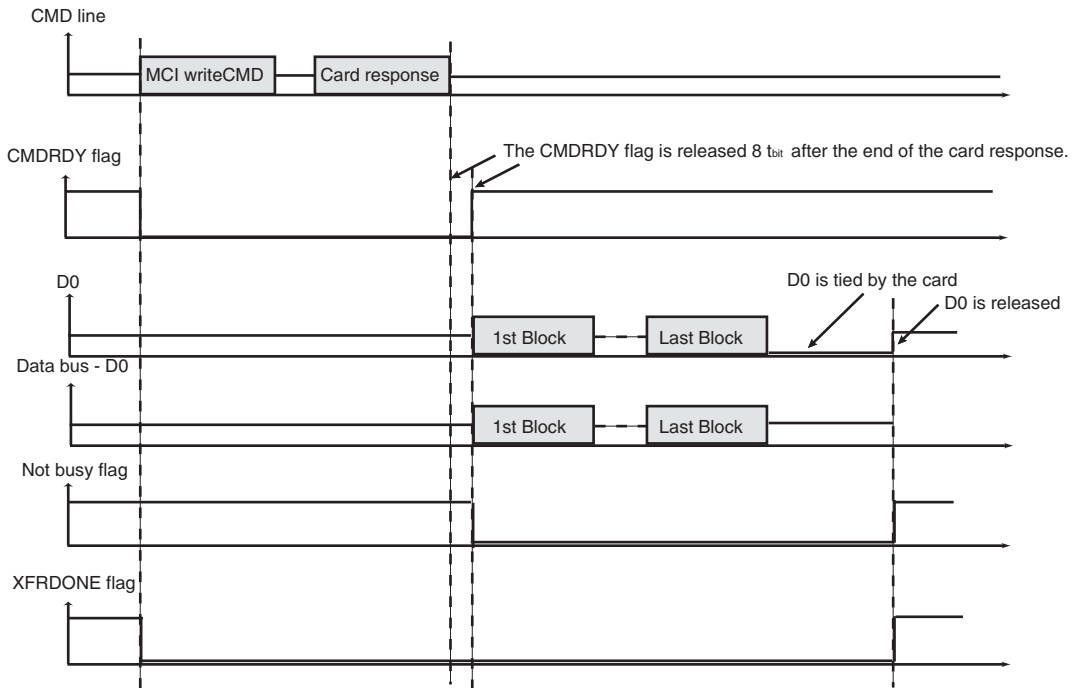 CMD line
MCI writeCMD
Card response
CMDRDY flag
The CMDRDY flag is released 8 tbit after the end of the card response.
D0
D0 is tied by the card
D0 is released
1st Block
Last Block
Data bus - D0
1st Block
Last Block
Not busy flag
XFRDONE flag